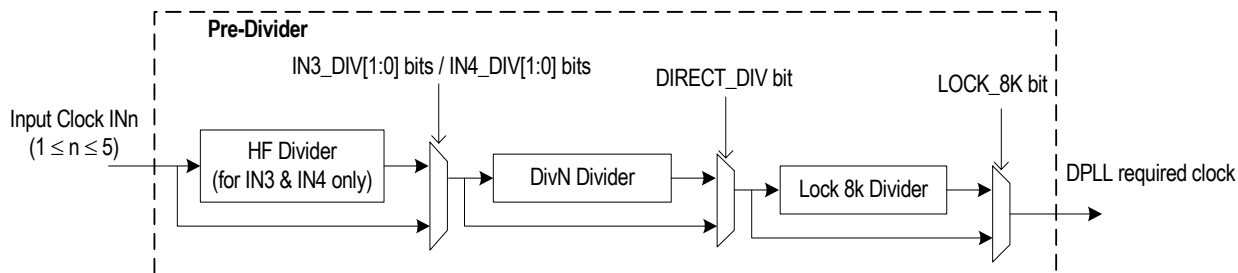 Pre-Divider
IN3_DIV[1:0] bits / IN4_DIV[1:0] bits
DIRECT_DIV bit
LOCK_8K bit
Input Clock INn
(1 ≤ n ≤ 5)
HF Divider
(for IN3 & IN4 only)
DivN Divider
Lock 8k Divider
DPLL required clock